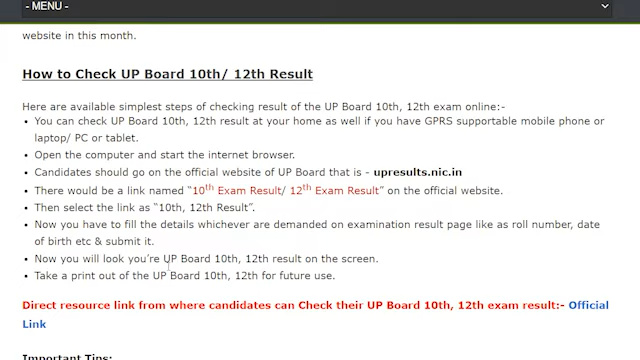 - MENU -
website in this month.
How to Check UP Board 10th/ 12th Result
Here are available simplest steps of checking result of the UP Board 10th, 12th exam online:-
• You can check UP Board 10th, 12th result at your home as well if you have GPRS supportable mobile phone or
laptop/ PC or tablet.
• Open the computer and start the internet browser.
• Candidates should go on the official website of UP Board that is - upresults.nic.in
• There would be a link named “10th Exam Result/ 12th Exam Result” on the official website.
• Then select the link as “10th, 12th Result”.
• Now you have to fill the details whichever are demanded on examination result page like as roll number, date
of birth etc & submit it.
• Now you will look you’re UP Board 10th, 12th result on the screen.
• Take a print out of the UP Board 10th, 12th for future use.
Direct resource link from where candidates can Check their UP Board 10th, 12th exam result:- Official
Link
Important Tips: